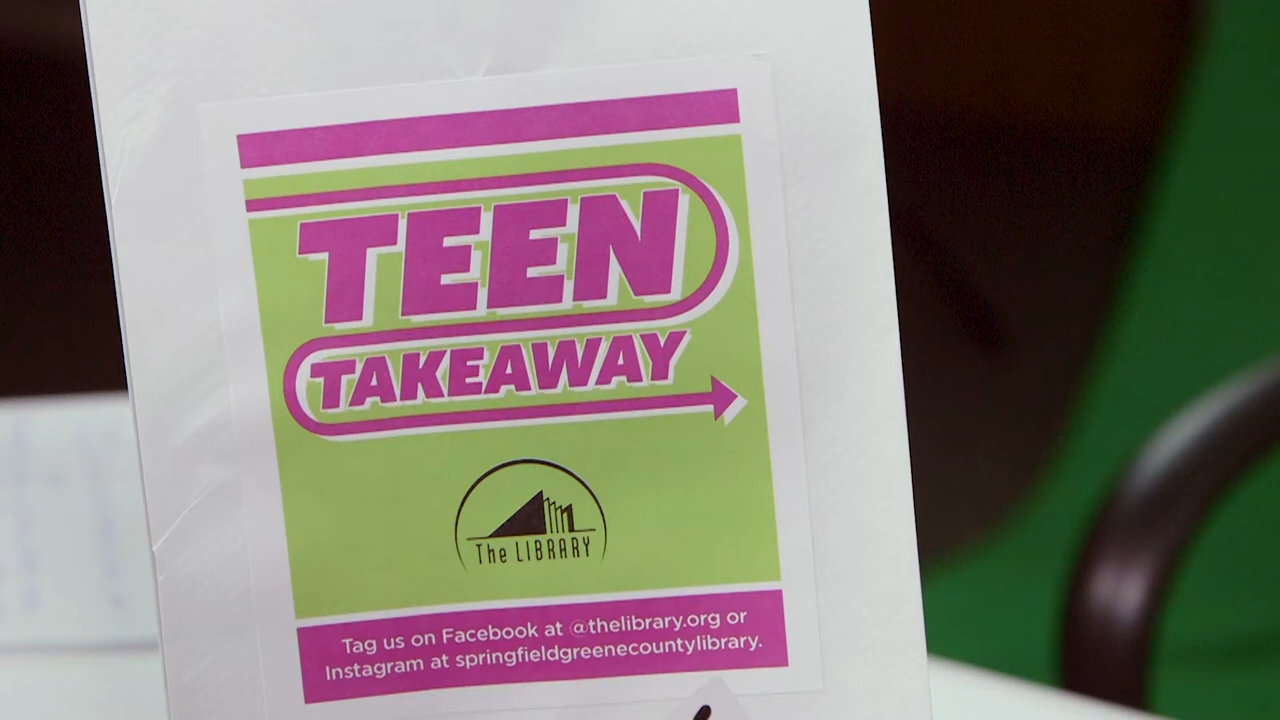 TEEN
TAKEAWAY
The LIBRARY
Tag us on Facebook at @thelibrary.org or
Instagram at springfieldgreenecountylibrary.